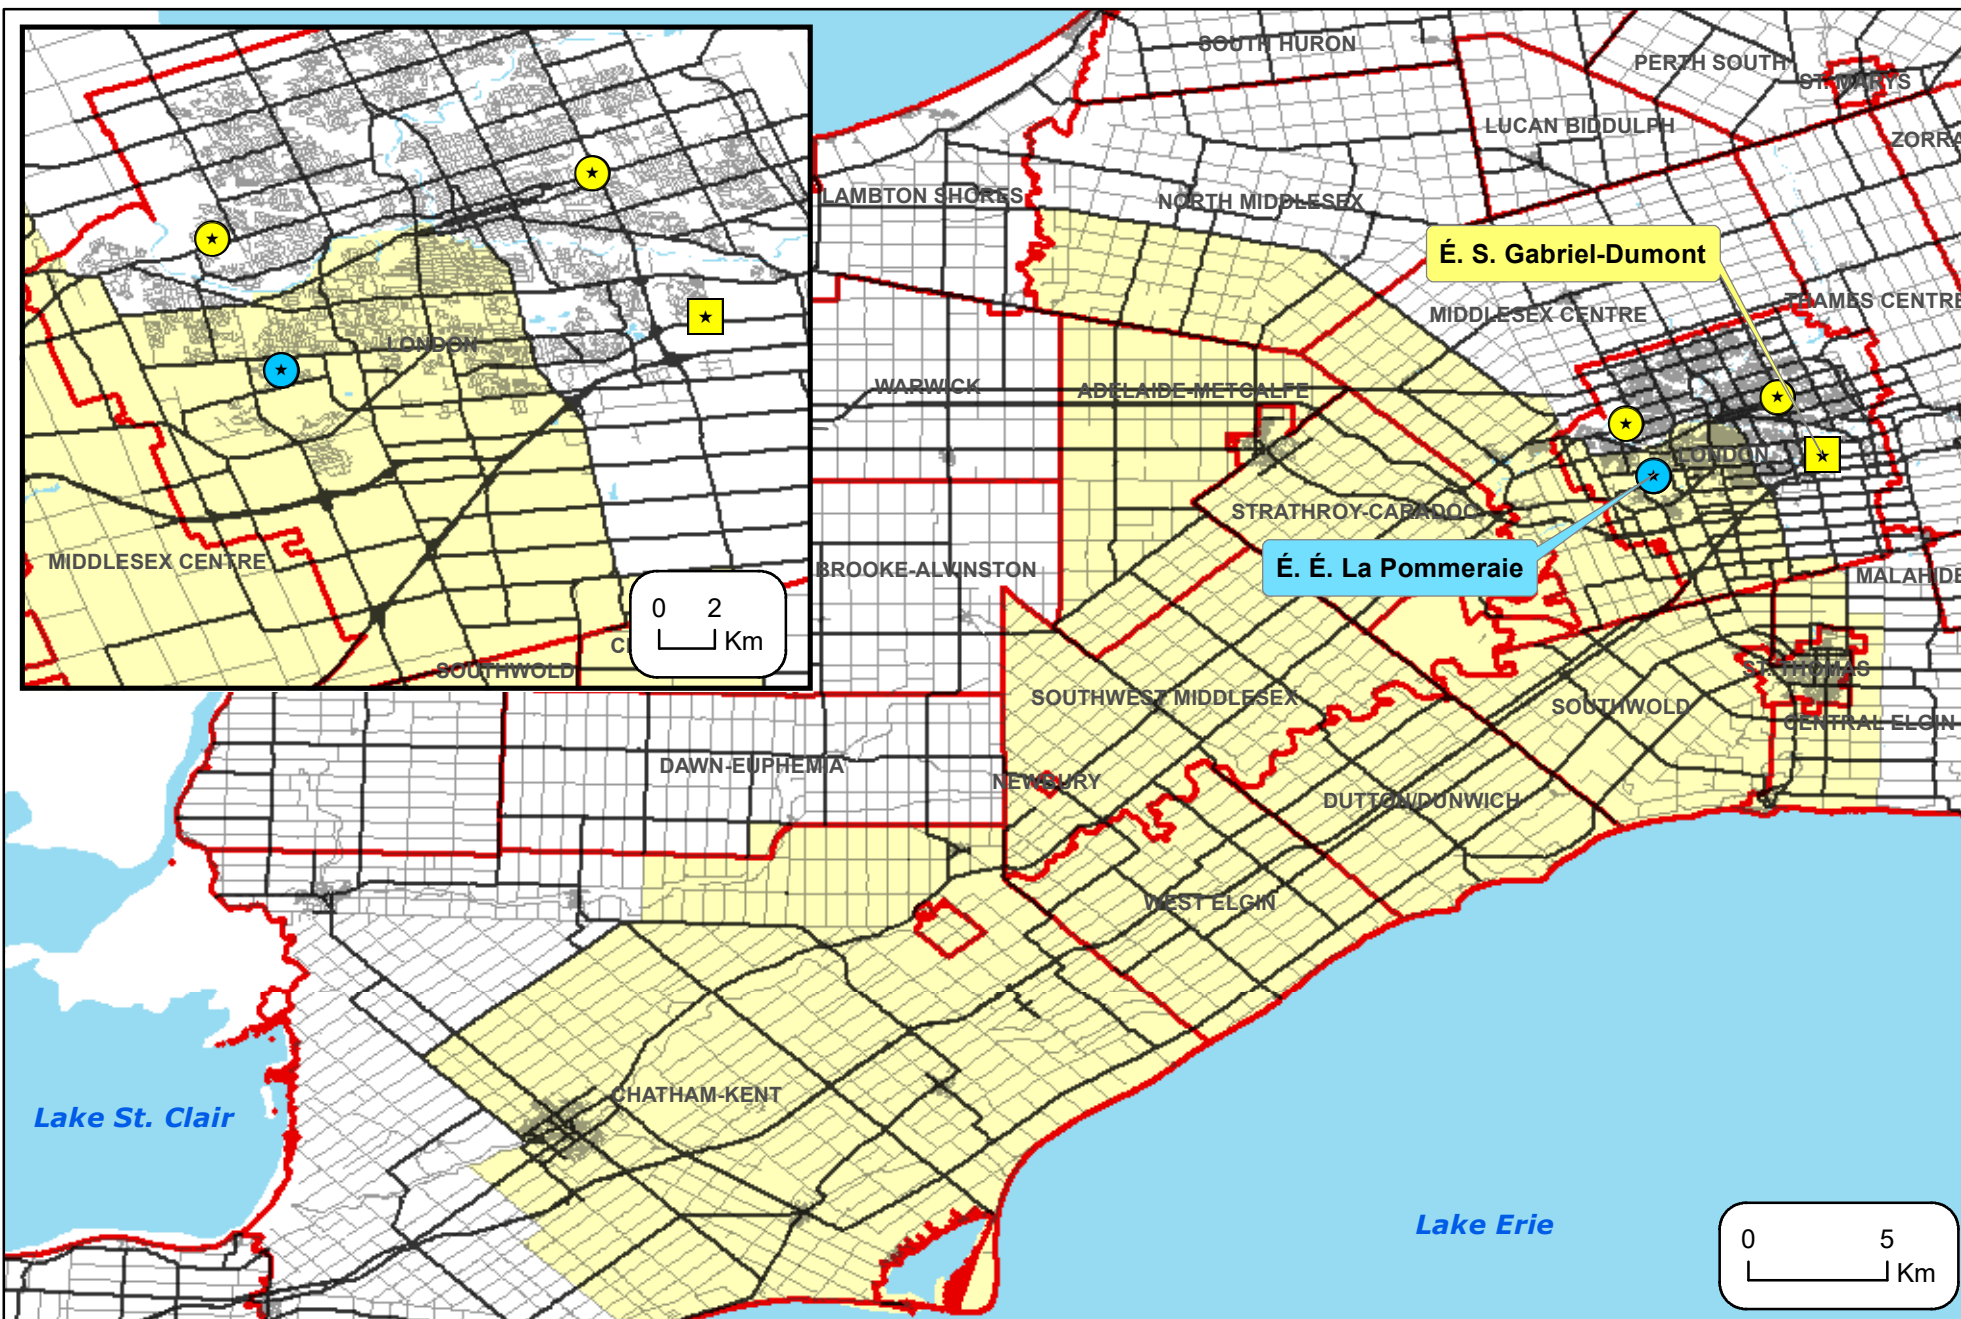 LONDON
MIDDLESEX CENTRE
SOUTHWOLD
0 2
Km
SOUTH HURON
PERTH SOUTH
ST. MARYS
LUCAN BIDDULPH
ZORRA
LAMBTON SHORES
NORTH MIDDLESEX
É. S. Gabriel-Dumont
THAMES CENTRE
MIDDLESEX CENTRE
WARWICK
ADELAIDE-METCALFE
LONDON
STRATHROY-CARADOC
É. É. La Pommeraie
BROOKE-ALVINSTON
MALAHIDE
ST. THOMAS
SOUTHWEST MIDDLESEX
SOUTHWOLD
CENTRAL ELGIN
DAWN-EUPHEMIA
NEWBURY
DUTTON/DUNWICH
WEST ELGIN
CHATHAM-KENT
Lake St. Clair
Lake Erie
0 5
Km